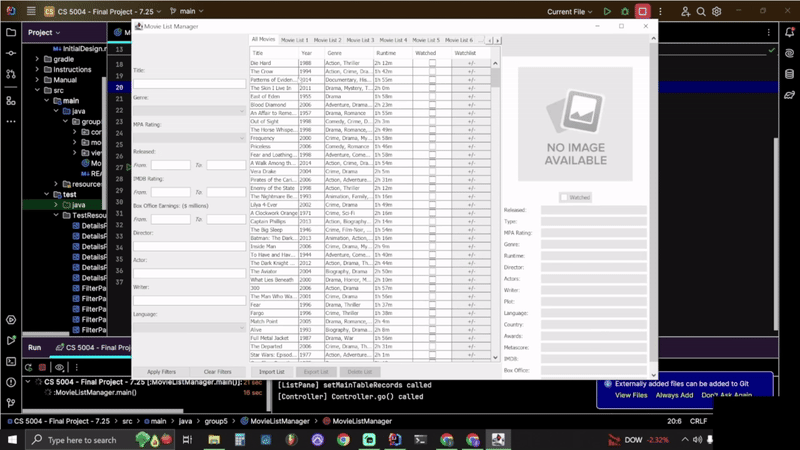 CS 5004 - Final Project - 7.25
main
Current File
Movie List Manager
Project
InitialDesign.m
gradle
Instructions
Manual
src
main
java
group5
resources
test
java
TestResou
DetailsP
DetailsP
DetailsP
FilterPa
FilterPa
FilterPa
FilterPa
FilterPa
FilterPa
13
18
19
20
37
Title:
Genre:
MPA Rating:
Released:
From
To
IMDB Rating:
From
To
Box Office Earnings: ($ millions)
From
To
Director:
Actor:
Writer:
Language:
Apply Filters
Clear Filters
All Movies
Movie List 1
Movie List 2
Movie List 3
Movie List 4
Movie List 5
Movie List 6
Title Year Genre Runtime Watched Watchlist
Die Hard 1988 Action, Thriller 2h 12m +/-
The Crow 1994 Action, Crime, Dra... 1h 42m +/-
Patterns of Eviden... 2014 Documentary, His... 1h 55m +/-
The Skin I Live In 2011 Drama, Mystery, T... 2h 0m +/-
East of Eden 1955 Drama 1h 58m +/-
Blood Diamond 2006 Adventure, Drama... 2h 23m +/-
An Affair to Reme... 1957 Drama, Romance 1h 55m +/-
Out of Sight 1998 Comedy, Crime, D... 2h 3m +/-
The Horse Whispe... 1998 Drama, Romance... 2h 49m +/-
Frequency 2000 Crime, Drama, My... 1h 58m +/-
Priceless 2006 Comedy, Romance 1h 46m +/-
Fear and Loathing... 1998 Adventure, Come... 1h 58m +/-
A Walk Among th... 2014 Action, Crime, Dra... 1h 54m +/-
Vera Drake 2004 Crime, Drama 2h 5m +/-
Pirates of the Car... 2006 Action, Adventure... 2h 31m +/-
Enemy of the State 1998 Action, Thriller 2h 12m +/-
The Nightmare Be... 1993 Animation, Family... 1h 16m +/-
Lilya 4-Ever 2002 Crime, Drama 1h 49m +/-
A Clockwork Orange 1971 Crime, Sci-Fi 2h 16m +/-
Captain Phillips 2013 Action, Biography... 2h 14m +/-
The Big Sleep 1946 Crime, Film-Noir, ... 1h 54m +/-
Batman: The Dark... 2013 Animation, Action... 1h 16m +/-
Inside Man 2006 Crime, Drama, My... 2h 9m +/-
To Have and Hav... 1944 Adventure, Come... 1h 40m +/-
The Dark Knight ... 2012 Action, Drama, Th... 2h 44m +/-
The Aviator 2004 Biography, Drama 2h 50m +/-
What Lies Beneath 2000 Drama, Horror, M... 2h 10m +/-
300 2006 Action, Drama 1h 57m +/-
The Man Who Wa... 2001 Crime, Drama 1h 56m +/-
Fear 1996 Drama, Thriller 1h 37m +/-
Fargo 1996 Crime, Thriller 1h 38m +/-
Match Point 2005 Drama, Romance... 2h 4m +/-
Alive 1993 Biography, Drama... 2h 0m +/-
Full Metal Jacket 1987 Drama, War 1h 56m +/-
The Departed 2006 Crime, Drama, Th... 2h 31m +/-
Star Wars: Episod... 1977 Action, Adventure... 2h 1m +/-
Import List
Export List
Delete List
NO IMAGE
AVAILABLE
Watched
Released:
Type:
MPA Rating:
Genre:
Runtime:
Director:
Actors:
Writer:
Plot:
Language:
Country:
Awards:
Metascore:
IMDB:
Box Office:
Run
CS 5004 - Final Project - 7.25
CS 5004 - Final Project - 7.25 [:MovieListManager.main()]: 21 sec
:MovieListManager.main()
16 sec
[ListPane] setMainTableRecords called
[Controller] Controller.go() called
Externally added files can be added to Git
View Files
Always Add
Don't Ask Again
CS 5004 - Final Project - 7.25 > src > main > java > group5 > MovieListManager > MovieListManager
20:6
CRLF
Type here to search
DOW
-2.32%